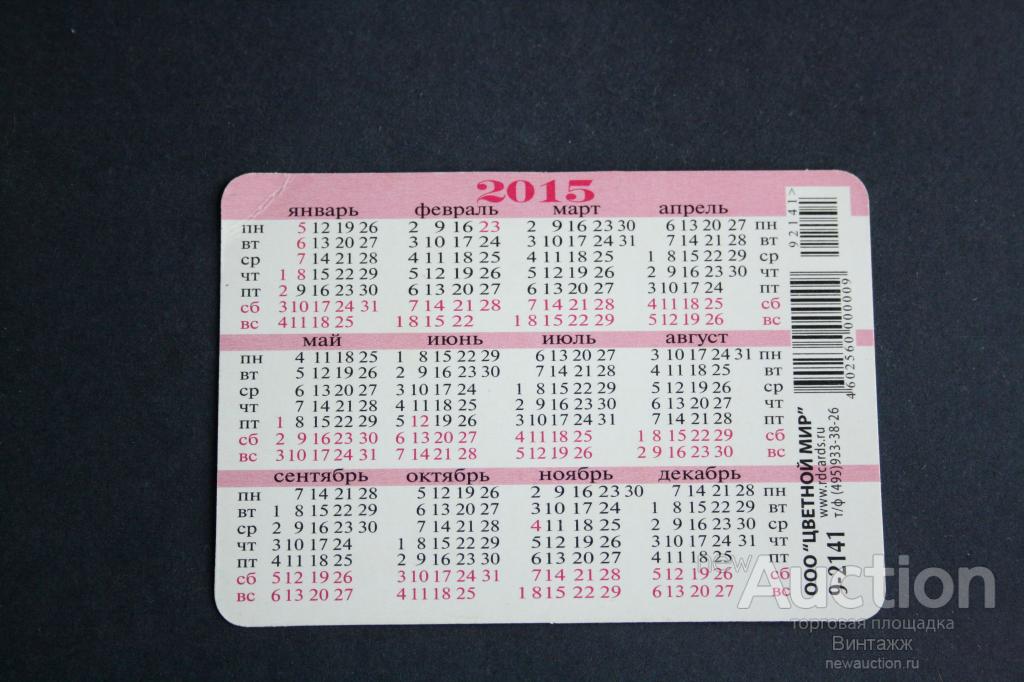 2015
январь февраль март апрель
пн 5 12 19 26 2 9 16 23 2 9 16 23 30 6 13 20 27 пн
вт 6 13 20 27 3 10 17 24 3 10 17 24 31 7 14 21 28 вт
ср 7 14 21 28 4 11 18 25 4 11 18 25 1 8 15 22 29 ср
чт 1 8 15 22 29 5 12 19 26 5 12 19 26 2 9 16 23 30 чт
пт 2 9 16 23 30 6 13 20 27 6 13 20 27 3 10 17 24 пт
сб 3 10 17 24 31 7 14 21 28 7 14 21 28 4 11 18 25 сб
вс 4 11 18 25 1 8 15 22 1 8 15 22 29 5 12 19 26 вс
май июнь июль август
пн 4 11 18 25 1 8 15 22 29 6 13 20 27 3 10 17 24 31 пн
вт 5 12 19 26 2 9 16 23 30 7 14 21 28 4 11 18 25 вт
ср 6 13 20 27 3 10 17 24 1 8 15 22 29 5 12 19 26 ср
чт 7 14 21 28 4 11 18 25 2 9 16 23 30 6 13 20 27 чт
пт 1 8 15 22 29 5 12 19 26 3 10 17 24 31 7 14 21 28 пт
сб 2 9 16 23 30 6 13 20 27 4 11 18 25 1 8 15 22 29 сб
вс 3 10 17 24 31 7 14 21 28 5 12 19 26 2 9 16 23 30 вс
сентябрь октябрь ноябрь декабрь
пн 7 14 21 28 5 12 19 26 2 9 16 23 30 7 14 21 28 пн
вт 1 8 15 22 29 6 13 20 27 3 10 17 24 1 8 15 22 29 вт
ср 2 9 16 23 30 7 14 21 28 4 11 18 25 2 9 16 23 30 ср
чт 3 10 17 24 1 8 15 22 29 5 12 19 26 3 10 17 24 31 чт
пт 4 11 18 25 2 9 16 23 30 6 13 20 27 4 11 18 25 пт
сб 5 12 19 26 3 10 17 24 31 7 14 21 28 5 12 19 26 сб
вс 6 13 20 27 4 11 18 25 1 8 15 22 29 6 13 20 27 вс
92141>
4602560000009
ООО "ЦВЕТНОЙ МИР"
www.rdcards.ru
т/ф (495)933-38-26
9-2141
newAuction
торговая площадка
Винтажж
newauction.ru